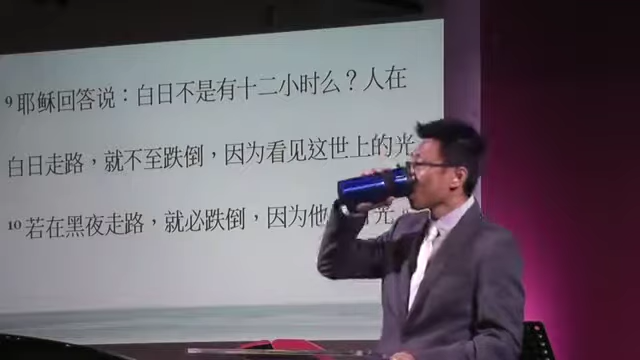 9 耶稣回答说：白日不是有十二小时么？人在
白日走路，就不至跌倒，因为看见这世上的光
10 若在黑夜走路，就必跌倒，因为他 光